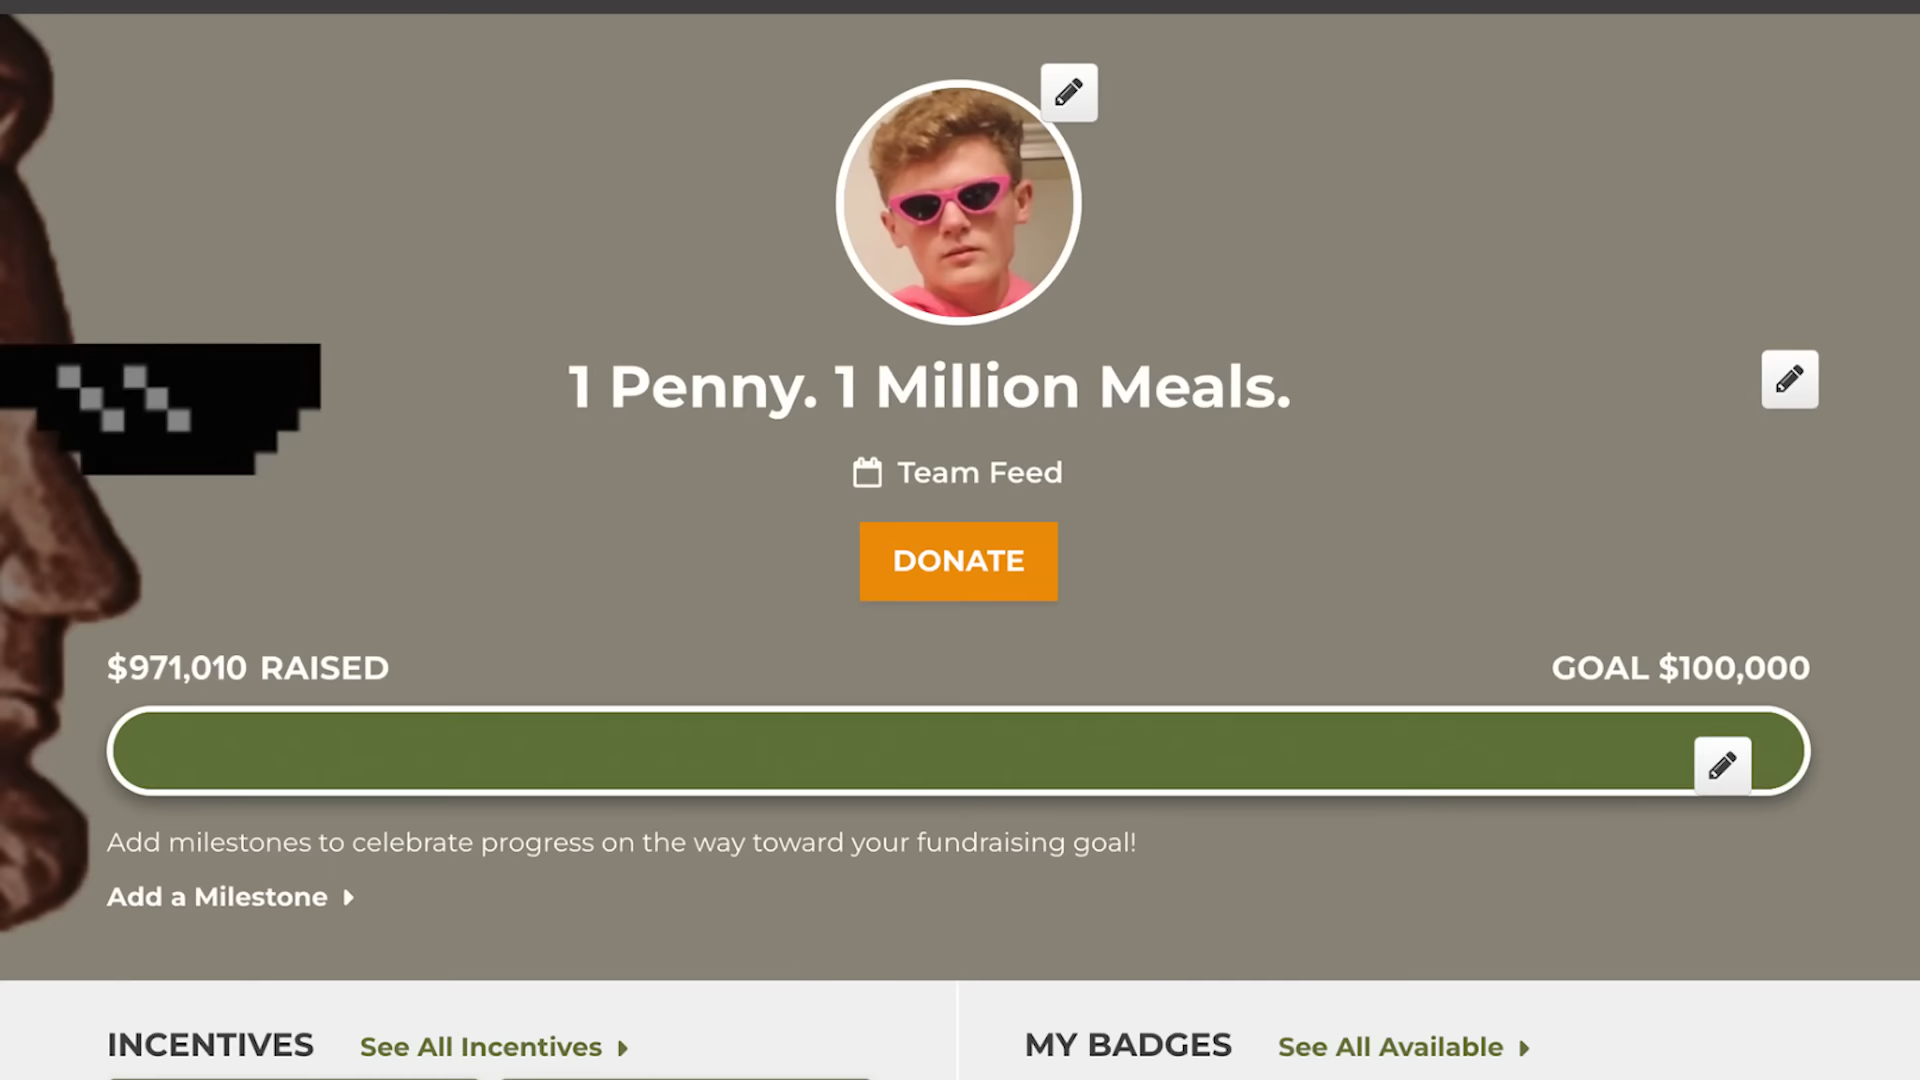 1 Penny. 1 Million Meals.
Team Feed
DONATE
$971,010 RAISED
GOAL $100,000
Add milestones to celebrate progress on the way toward your fundraising goal!
Add a Milestone
INCENTIVES
See All Incentives
MY BADGES
See All Available